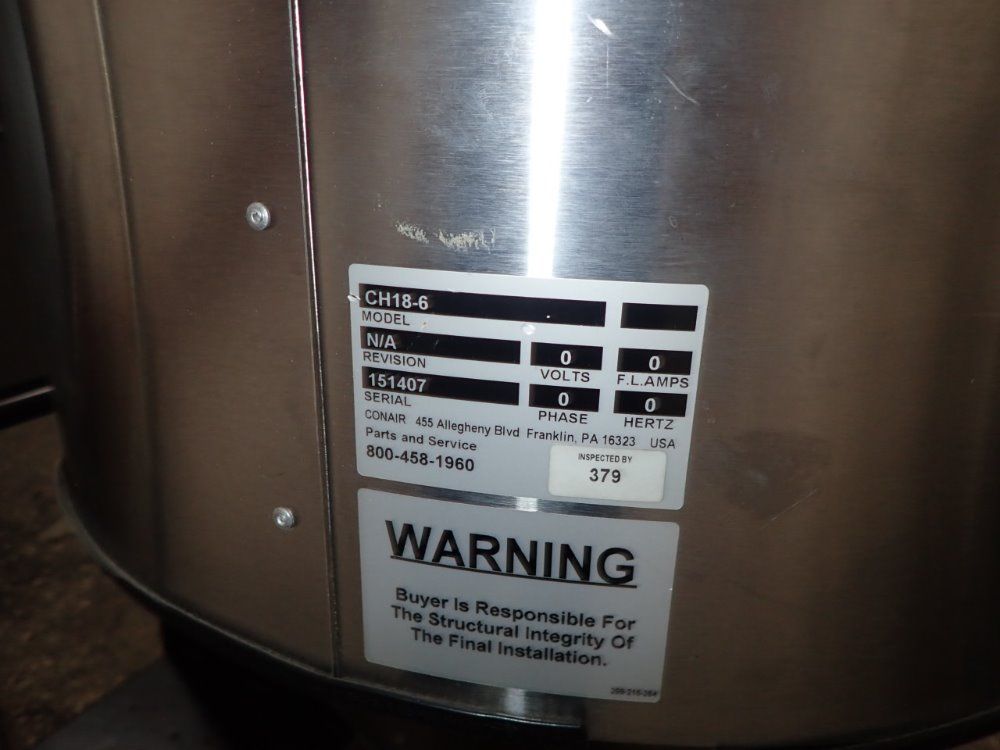 CH18-6
MODEL
N/A
REVISION
0
VOLTS
0
F.L.AMPS
151407
SERIAL
0
PHASE
0
HERTZ
CONAIR 455 Allegheny Blvd Franklin, PA 16323 USA
Parts and Service
800-458-1960
INSPECTED BY
379
WARNING
Buyer Is Responsible For
The Structural Integrity Of
The Final Installation.